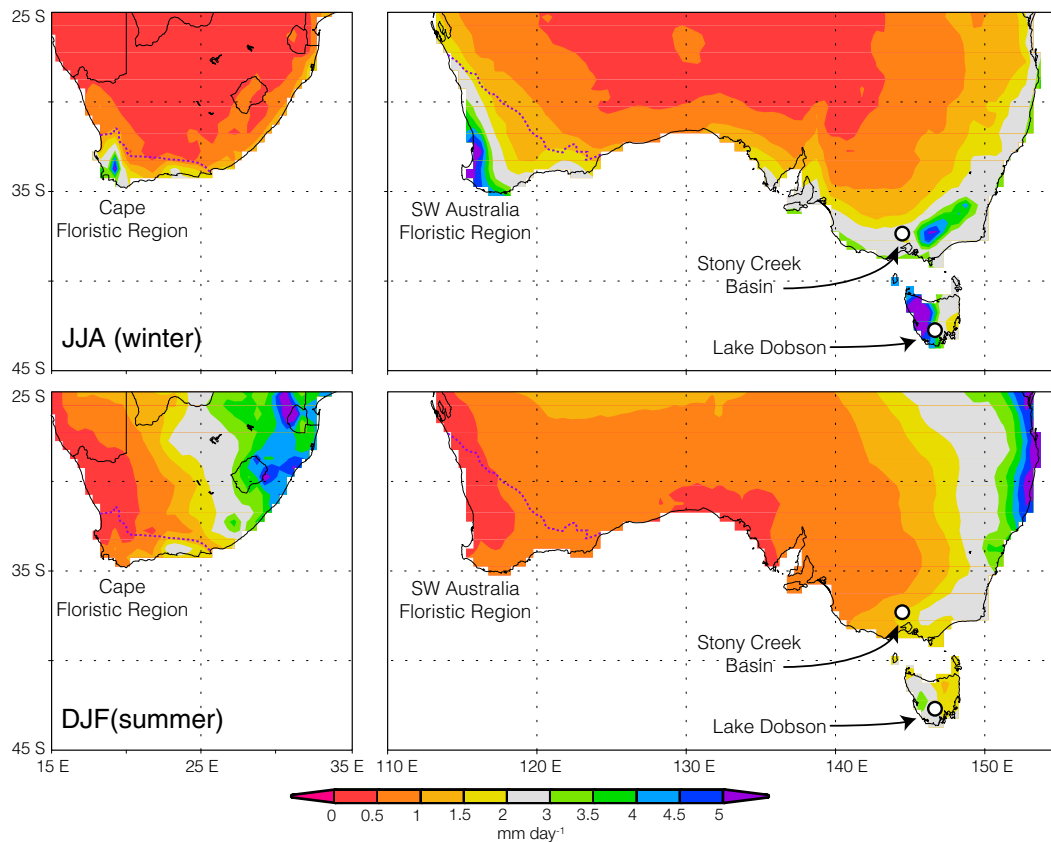 25 S
35 S
Cape
Floristic Region
SW Australia
Floristic Region
Stony Creek
Basin
JJA (winter)
Lake Dobson
45 S
25 S
35 S
Cape
Floristic Region
SW Australia
Floristic Region
Stony Creek
Basin
DJF(summer)
Lake Dobson
45 S
15 E 20 E 25 E 35 E 110 E 120 E 130 E 140 E 150 E
0 0.5 1 1.5 2 3 3.5 4 4.5 5
mm day-1